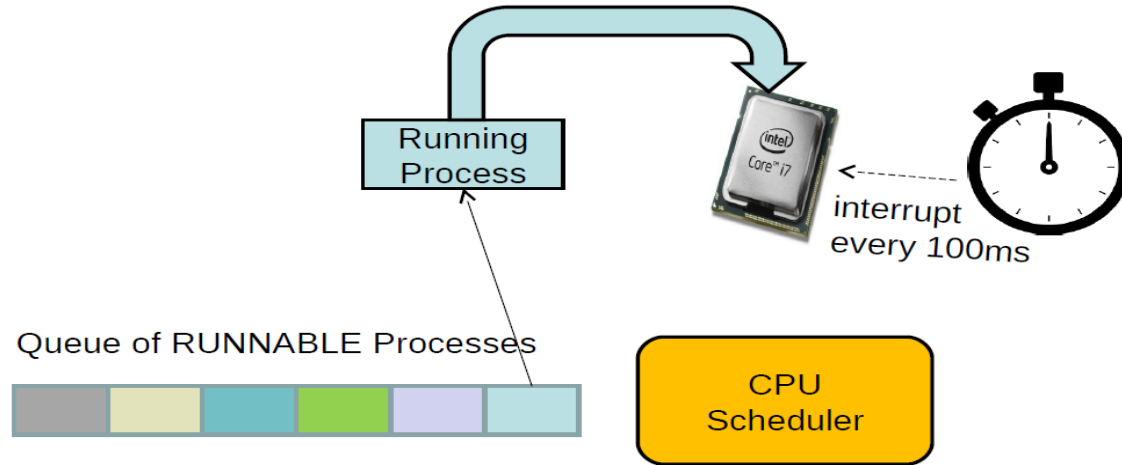 Running
Process
intel
Core™ i7
interrupt
every 100ms
Queue of RUNNABLE Processes
CPU
Scheduler